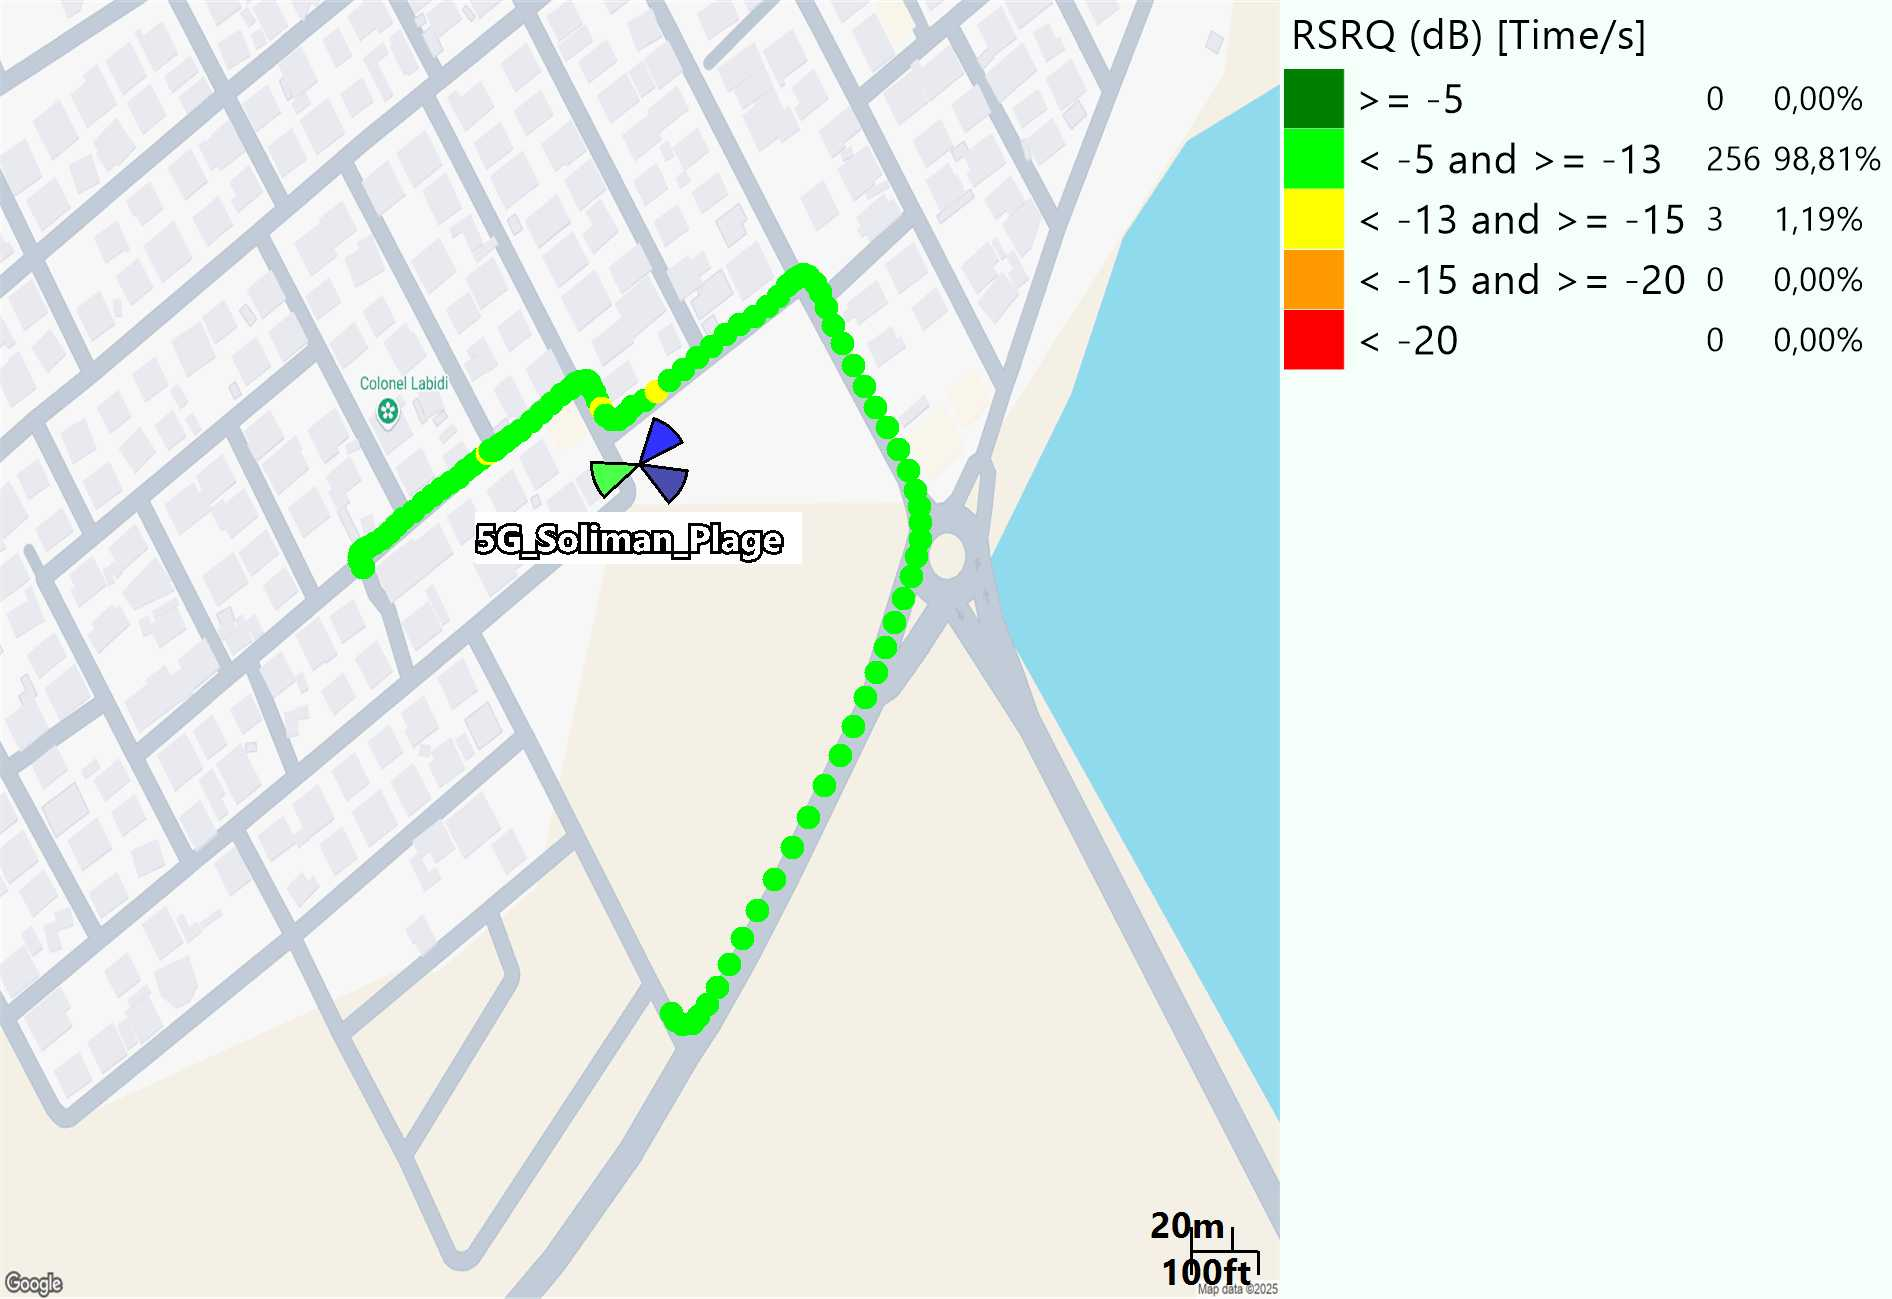 RSRQ (dB) [Time/s]
>= -5 0 0,00%
< -5 and >= -13 256 98,81%
< -13 and >= -15 3 1,19%
< -15 and >= -20 0 0,00%
< -20 0 0,00%
Colonel Labidi
5G_Soliman_Plage
20m
100ft
Google
Map data ©2025